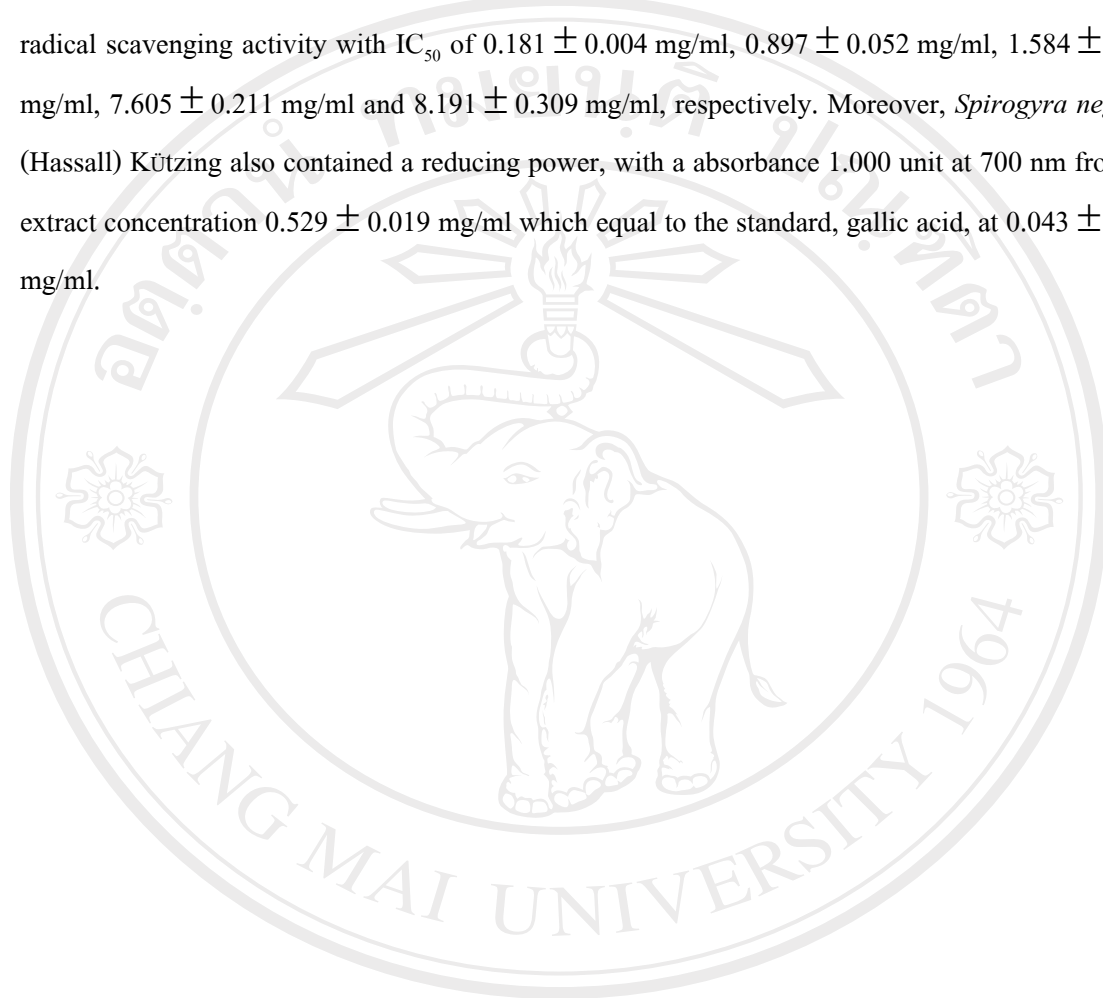 radical scavenging activity with IC50 of 0.181 ± 0.004 mg/ml, 0.897 ± 0.052 mg/ml, 1.584 ±
mg/ml, 7.605 ± 0.211 mg/ml and 8.191 ± 0.309 mg/ml, respectively. Moreover, Spirogyra
(Hassall) Kützing also contained a reducing power, with a absorbance 1.000 unit at 700 nm
extract concentration 0.529 ± 0.019 mg/ml which equal to the standard, gallic acid, at 0.043 ±
mg/ml.
CHIANG MAI UNIVERSITY 1964